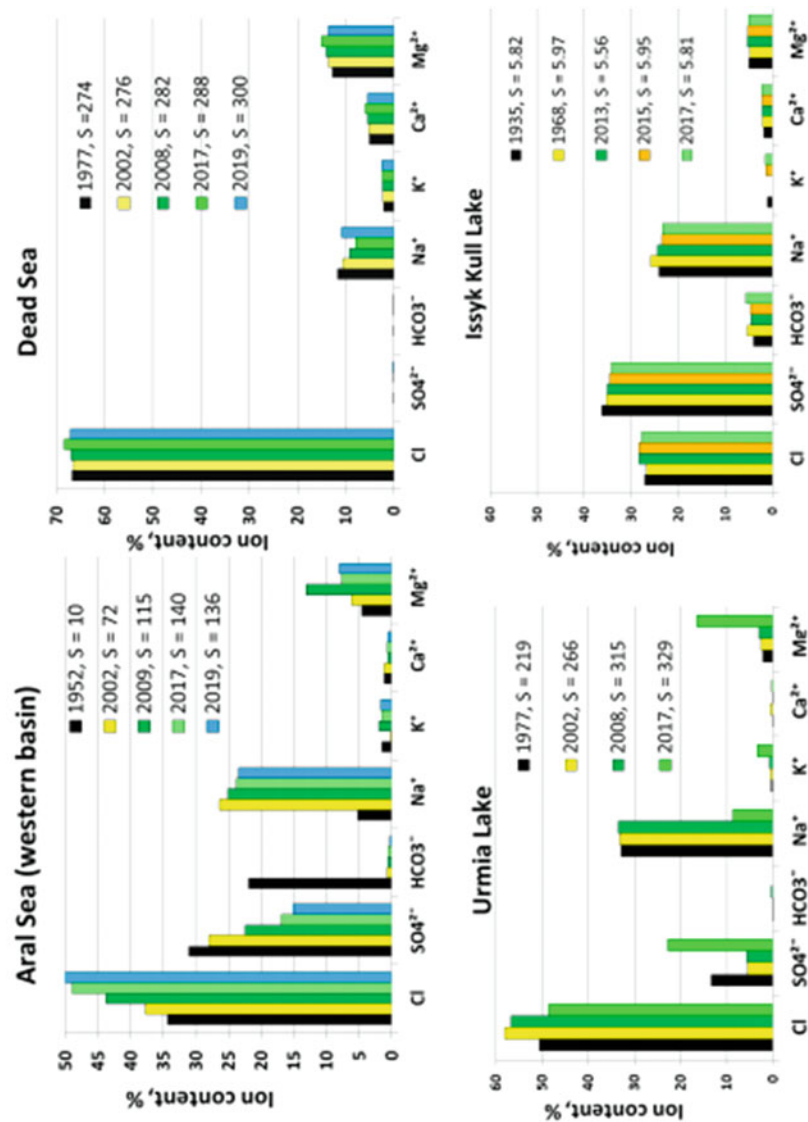 Aral Sea (western basin)
Ion content, %
50
45
40
35
30
25
20
15
10
5
0
1952, S = 10
2002, S = 72
2009, S = 115
2017, S = 140
2019, S = 136
Cl SO4²⁻ HCO3⁻ Na⁺ K⁺ Ca²⁺ Mg²⁺
Dead Sea
Ion content, %
70
60
50
40
30
20
10
0
1977, S =274
2002, S = 276
2008, S = 282
2017, S = 288
2019, S = 300
Cl SO4²⁻ HCO3⁻ Na⁺ K⁺ Ca²⁺ Mg²⁺
Urmia Lake
Ion content, %
60
50
40
30
20
10
0
1977, S = 219
2002, S = 266
2008, S = 315
2017, S = 329
Cl SO4²⁻ HCO3⁻ Na⁺ K⁺ Ca²⁺ Mg²⁺
Issyk Kull Lake
Ion content, %
60
50
40
30
20
10
0
1935, S = 5.82
1968, S = 5.97
2013, S = 5.56
2015, S = 5.95
2017, S = 5.81
Cl SO4²⁻ HCO3⁻ Na⁺ K⁺ Ca²⁺ Mg²⁺